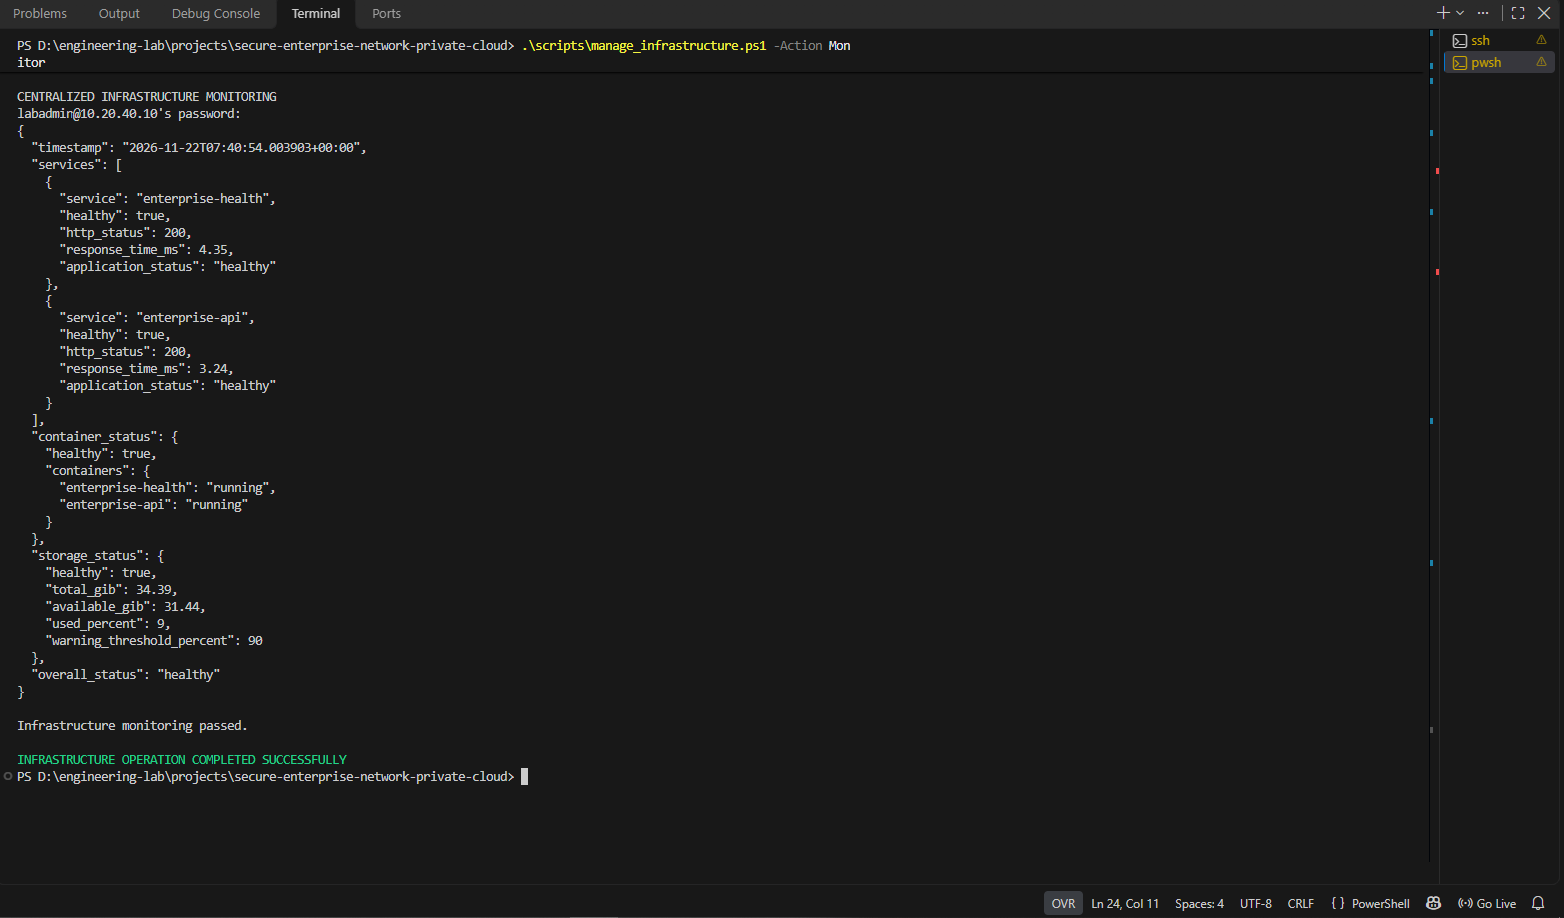 Problems Output Debug Console Terminal Ports
PS D:\engineering-lab\projects\secure-enterprise-network-private-cloud> .\scripts\manage_infrastructure.ps1 -Action Mon
itor
ssh
pwsh
CENTRALIZED INFRASTRUCTURE MONITORING
labadmin@10.20.40.10's password:
{
  "timestamp": "2026-11-22T07:40:54.003903+00:00",
  "services": [
    {
      "service": "enterprise-health",
      "healthy": true,
      "http_status": 200,
      "response_time_ms": 4.35,
      "application_status": "healthy"
    },
    {
      "service": "enterprise-api",
      "healthy": true,
      "http_status": 200,
      "response_time_ms": 3.24,
      "application_status": "healthy"
    }
  ],
  "container_status": {
    "healthy": true,
    "containers": {
      "enterprise-health": "running",
      "enterprise-api": "running"
    }
  },
  "storage_status": {
    "healthy": true,
    "total_gib": 34.39,
    "available_gib": 31.44,
    "used_percent": 9,
    "warning_threshold_percent": 90
  },
  "overall_status": "healthy"
}
Infrastructure monitoring passed.
INFRASTRUCTURE OPERATION COMPLETED SUCCESSFULLY
PS D:\engineering-lab\projects\secure-enterprise-network-private-cloud>
OVR Ln 24, Col 11 Spaces: 4 UTF-8 CRLF { } PowerShell Go Live